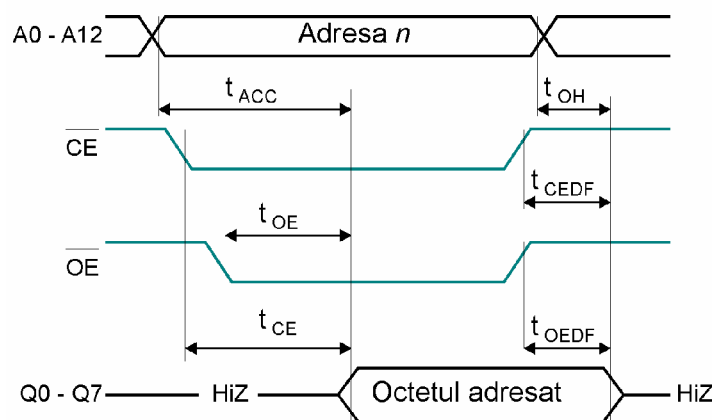 A0 - A12
Adresa n
tACC
tOH
CE
tCEDF
tOE
OE
tCE
tOEDF
Q0 - Q7
HiZ
Octetul adresat
HiZ